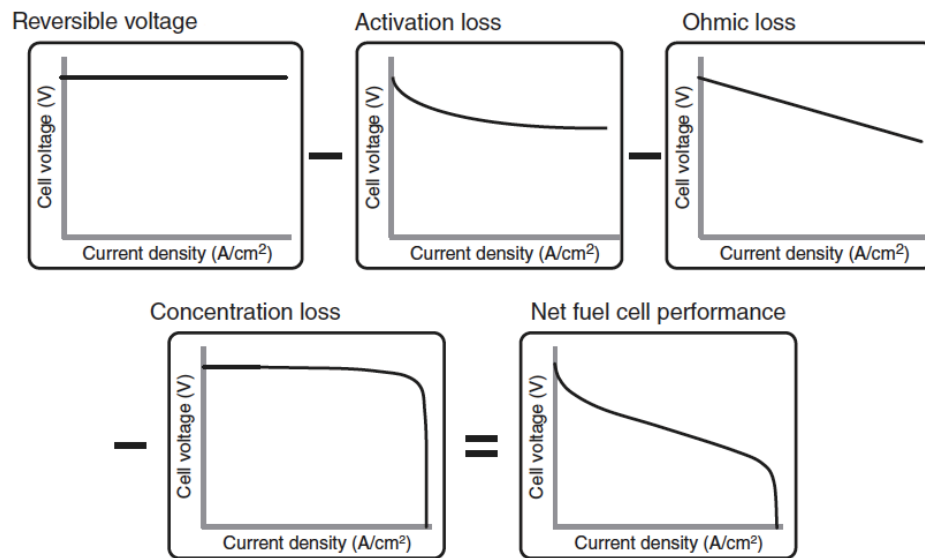 Reversible voltage
Activation loss
Ohmic loss
Cell voltage (V)
Current density (A/cm²)
Cell voltage (V)
Current density (A/cm²)
Cell voltage (V)
Current density (A/cm²)
Concentration loss
Net fuel cell performance
Cell voltage (V)
Current density (A/cm²)
Cell voltage (V)
Current density (A/cm²)